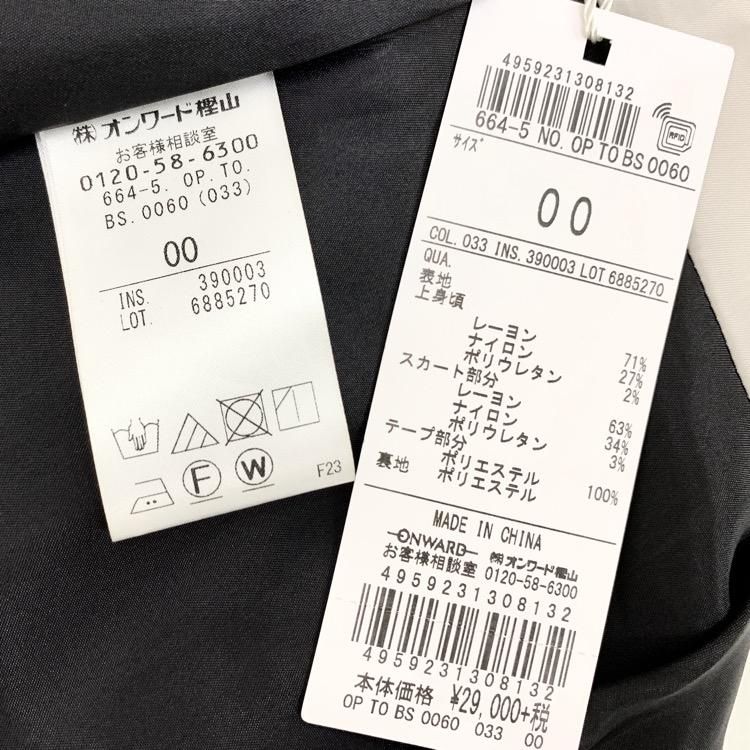 ㈱オンワード樫山
お客様相談室
0120-58-6300
664-5. OP.TO.
BS.0060(033)
00
INS. 390003
LOT. 6885270
F
W
F23
4959231308132
664-5 NO. OP TO BS 0060
RFID
サイズ
00
COL. 033 INS. 390003 LOT 6885270
QUA.
表地
上身頃
レーヨン 71%
ナイロン 27%
ポリウレタン 2%
スカート部分
レーヨン 63%
ナイロン 34%
ポリウレタン 3%
テープ部分
ポリエステル
裏地 ポリエステル 100%
MADE IN CHINA
ONWARD ㈱オンワード樫山
お客様相談室 0120-58-6300
4959231308132
4959231308132
本体価格 ¥29,000+税
OP TO BS 0060 033 00